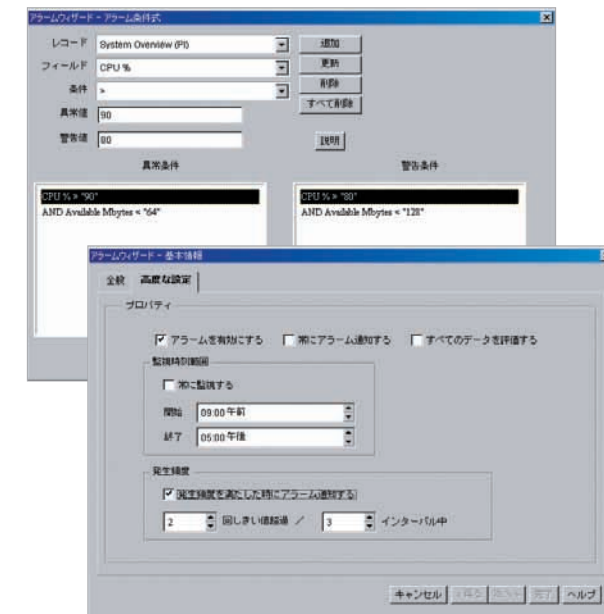 アラームウィザード - アラーム条件式
レコード System Overview (PI) 追加
フィールド CPU % 更新
条件 > 削除
すべて削除
異常値 90
警告値 80 説明
異常条件 警告条件
CPU % > "90" CPU % > "80"
AND Available Mbytes < "64" AND Available Mbytes < "128"
アラームウィザード - 基本情報
全般 高度な設定
プロパティ
アラームを有効にする 常にアラーム通知する すべてのデータを評価する
監視時刻範囲
常に監視する
開始 09:00 午前
終了 05:00 午後
発生頻度
発生頻度を満たした時にアラーム通知する
2 回しきい値超過 / 3 インターバル中
キャンセル 完了 ヘルプ